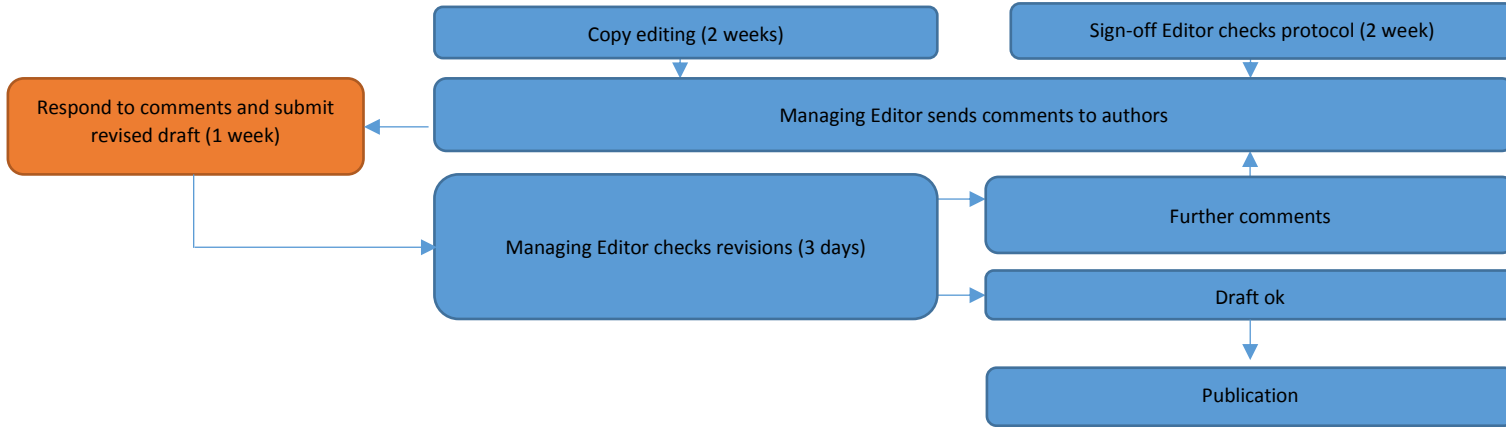 Copy editing (2 weeks)
Sign-off Editor checks protocol (2 week)
Respond to comments and submit
revised draft (1 week)
Managing Editor sends comments to authors
Managing Editor checks revisions (3 days)
Further comments
Draft ok
Publication